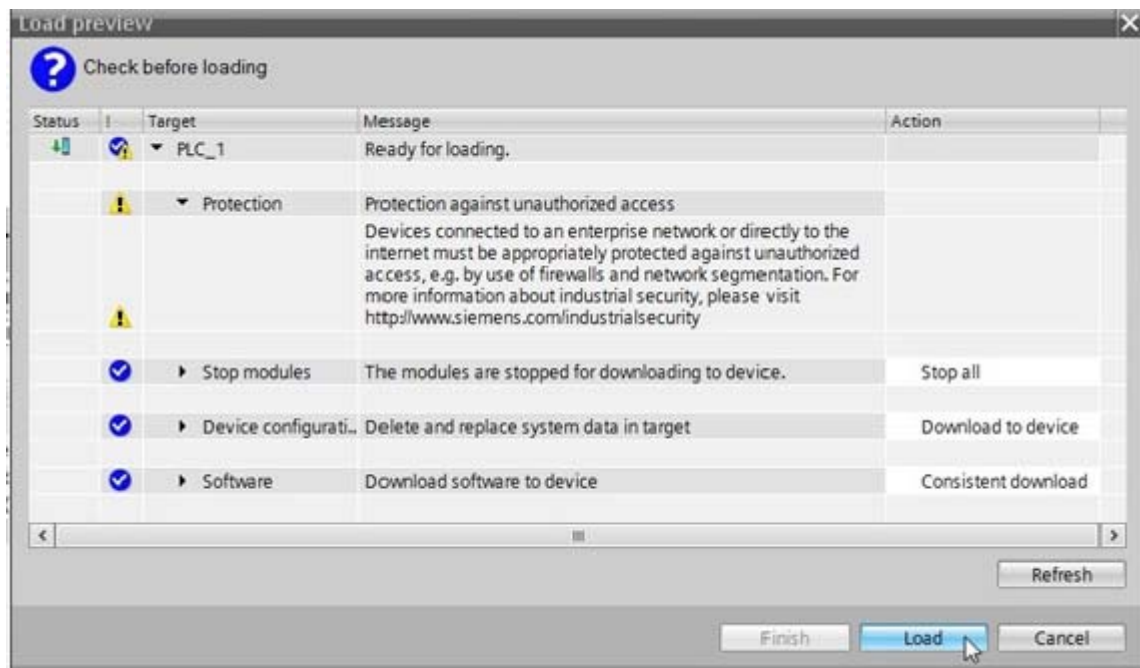 Load preview
Check before loading
Status ! Target Message Action
PLC_1 Ready for loading.
Protection Protection against unauthorized access
Devices connected to an enterprise network or directly to the
internet must be appropriately protected against unauthorized
access, e.g. by use of firewalls and network segmentation. For
more information about industrial security, please visit
http://www.siemens.com/industrialsecurity
Stop modules The modules are stopped for downloading to device. Stop all
Device configurati... Delete and replace system data in target Download to device
Software Download software to device Consistent download
Refresh
Finish Load Cancel